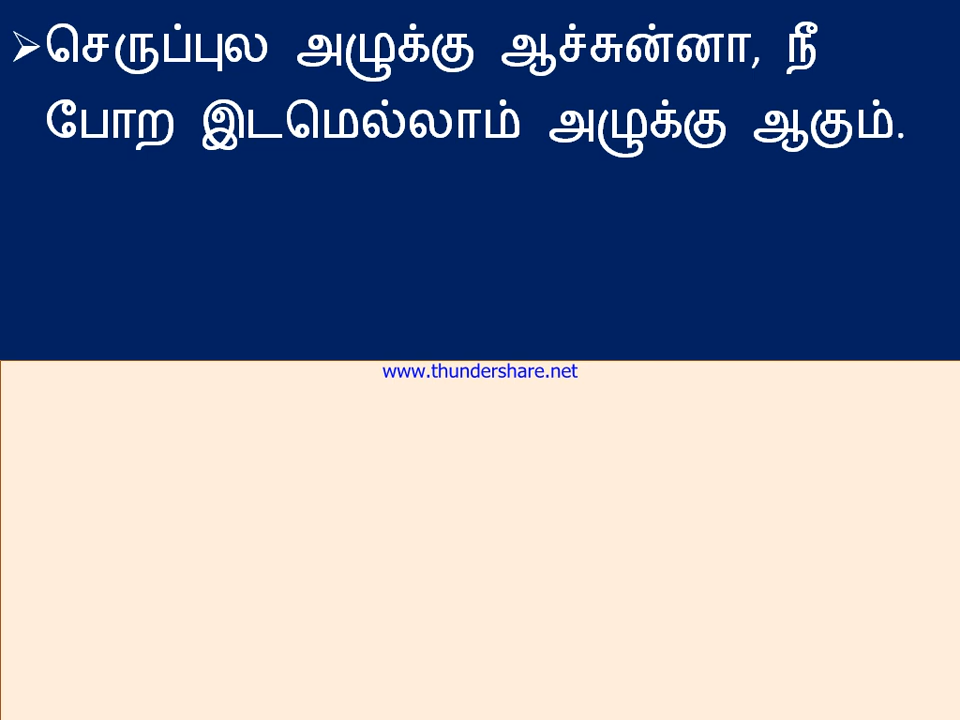 ➢ செருப்புல அழுக்கு ஆச்சுன்னா, நீ
போற இடமெல்லாம் அழுக்கு ஆகும்.
www.thundershare.net